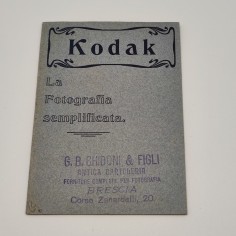 Kodak
La
Fotografia
semplificata.
G. B. GHIDONI & FIGLI
ANTICA CARTOLERIA
FORNITURE COMPLETE PER FOTOGRAFIA
BRESCIA
Corso Zanardelli, 20